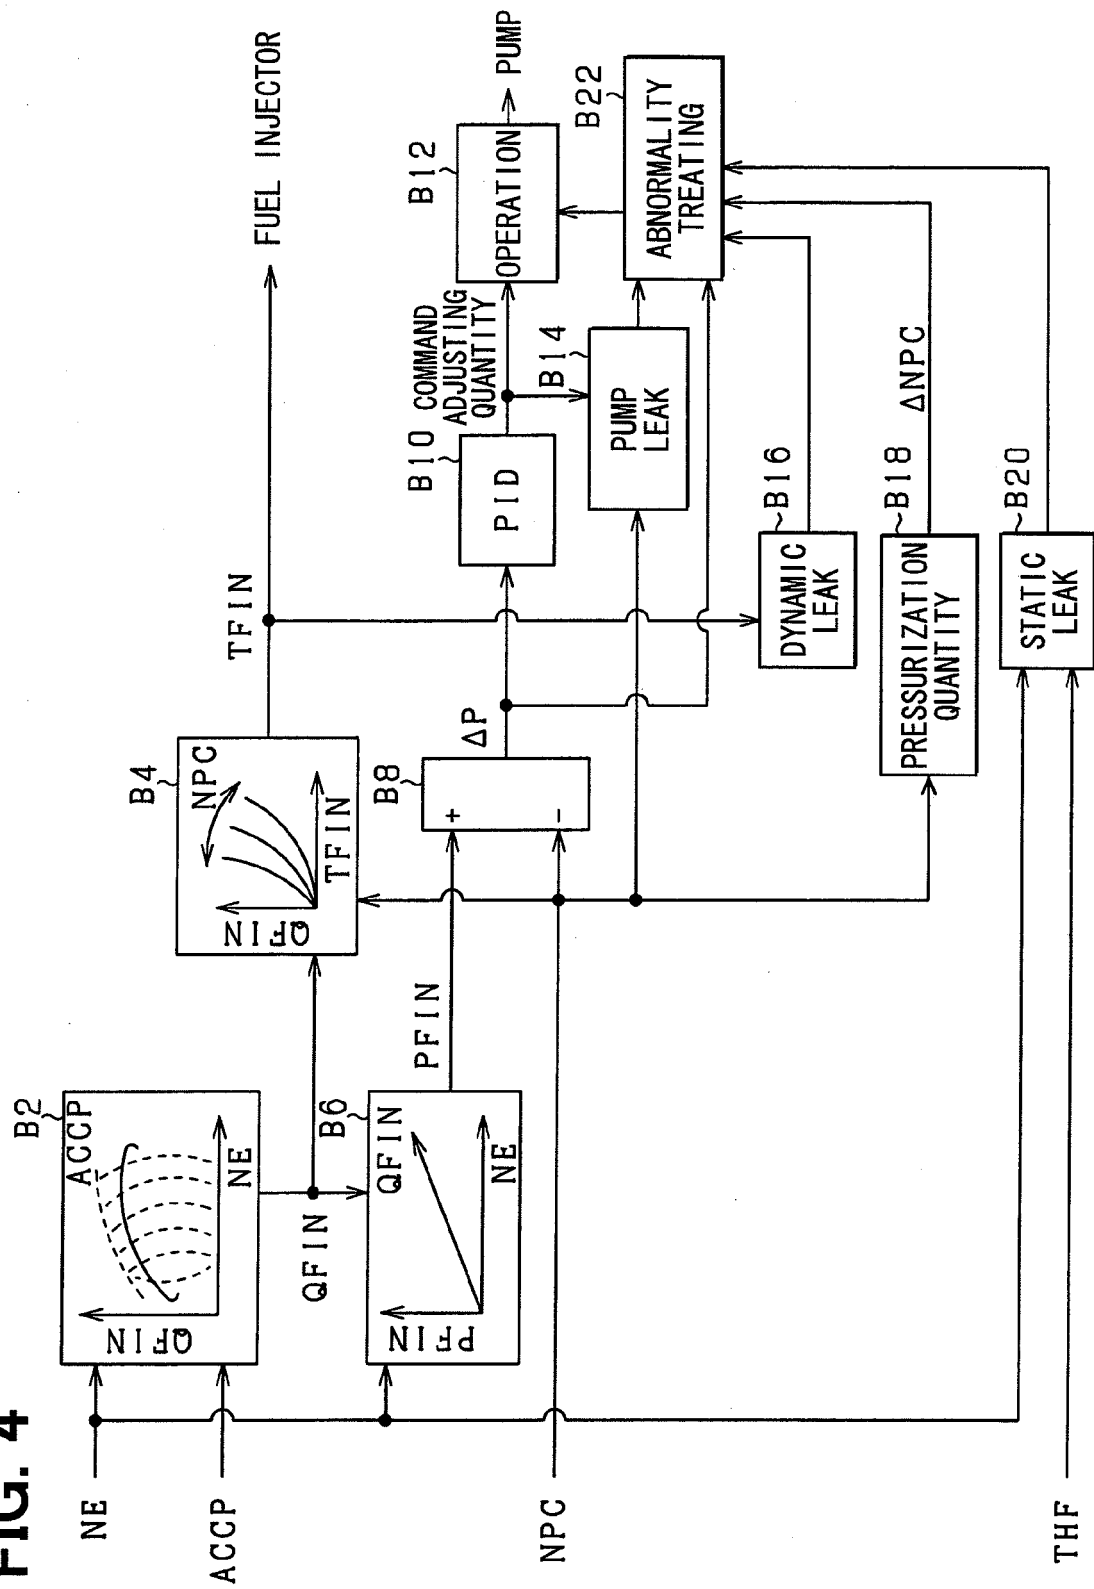 FIG. 4
NE
ACCP
NPC
THF
B2
ACCP
QFIN
NE
QFIN
B6
QFIN
PFIN
NE
PFIN
B4
NPC
QFIN
TFIN
TFIN
FUEL INJECTOR
B8
+
-
ΔP
B10
PID
COMMAND
ADJUSTING
QUANTITY
B12
OPERATION
PUMP
B14
PUMP
LEAK
B22
ABNORMALITY
TREATING
B16
DYNAMIC
LEAK
B18
PRESSURIZATION
QUANTITY
ΔNPC
B20
STATIC
LEAK